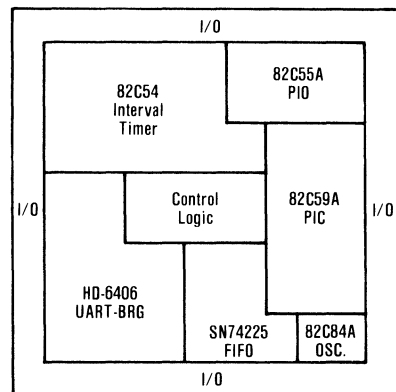 I/O
82C54
Interval
Timer
82C55A
PIO
I/O
Control
Logic
82C59A
PIC
I/O
HD-6406
UART-BRG
SN74225
FIFO
82C84A
OSC.
I/O